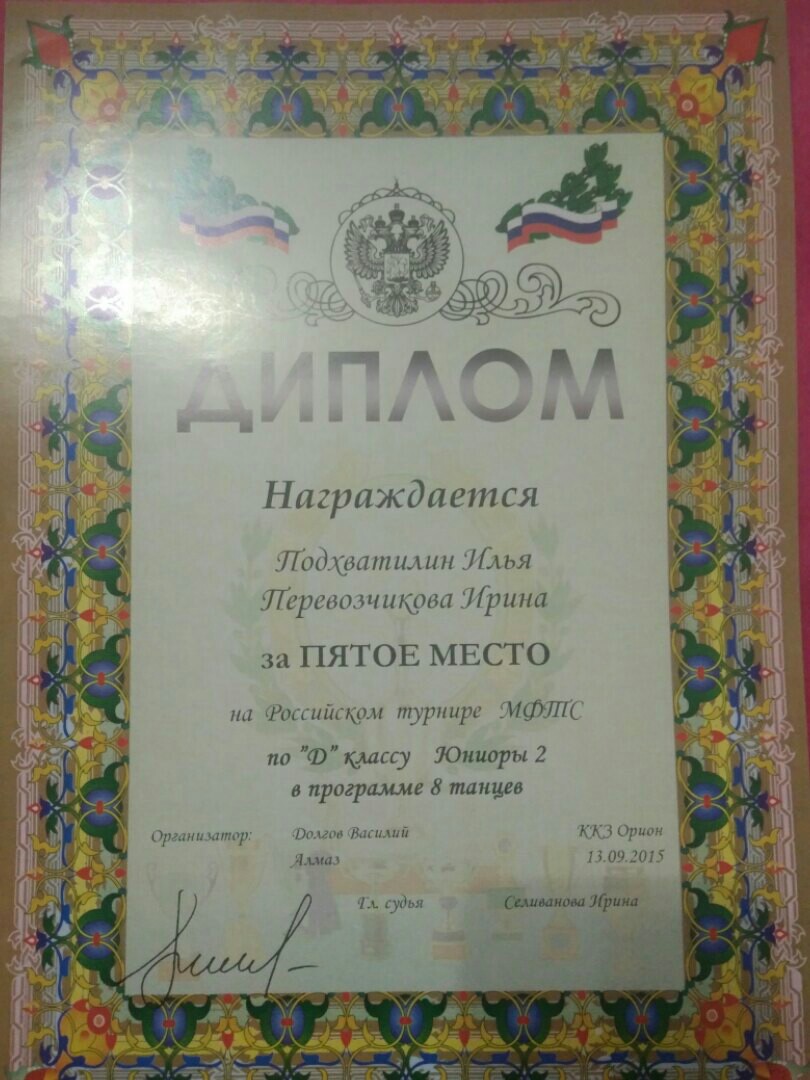 ДИПЛОМ
Награждается
Подхватилин Илья
Перевозчикова Ирина
за ПЯТОЕ МЕСТО
на Российском турнире МФТС
по "D" классу Юниоры 2
в программе 8 танцев
Организатор: Долгов Василий ККЗ Орион
Алмаз 13.09.2015
Гл. судья Селиванова Ирина